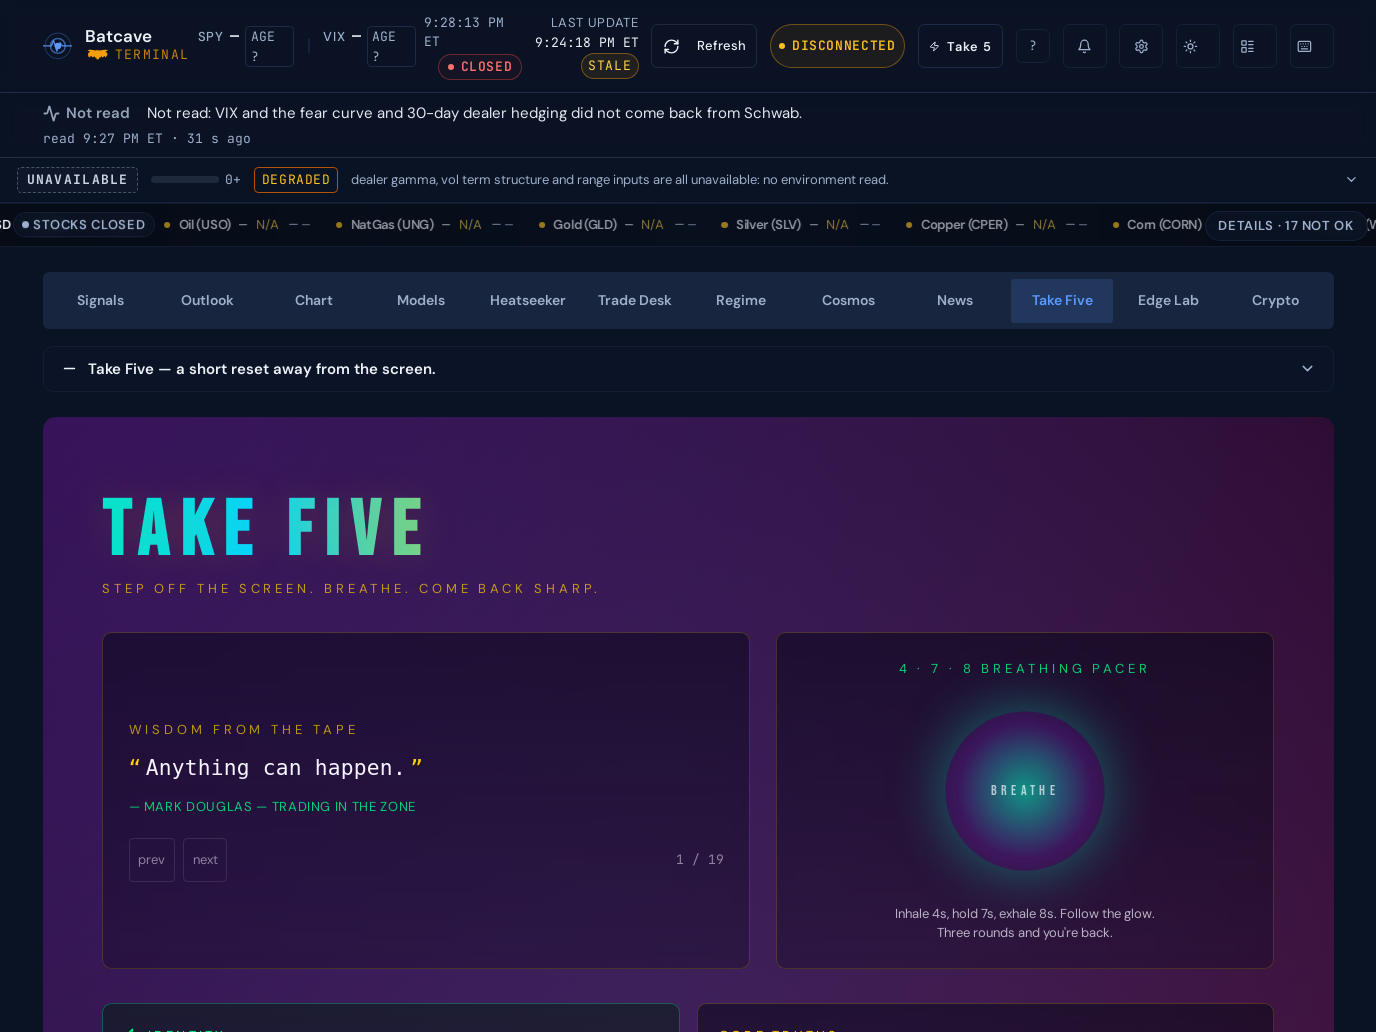 Batcave
TERMINAL
SPY — AGE ?
VIX — AGE ?
9:28:13 PM ET
CLOSED
LAST UPDATE
9:24:18 PM ET
STALE
Refresh
DISCONNECTED
Take 5
?
Not read Not read: VIX and the fear curve and 30-day dealer hedging did not come back from Schwab.
read 9:27 PM ET · 31 s ago
UNAVAILABLE 0+ DEGRADED dealer gamma, vol term structure and range inputs are all unavailable: no environment read.
STOCKS CLOSED Oil (USO) — N/A —— NatGas (UNG) — N/A —— Gold (GLD) — N/A —— Silver (SLV) — N/A —— Copper (CPER) — N/A —— Corn (CORN) DETAILS · 17 NOT OK
Signals Outlook Chart Models Heatseeker Trade Desk Regime Cosmos News Take Five Edge Lab Crypto
— Take Five — a short reset away from the screen.
TAKE FIVE
STEP OFF THE SCREEN. BREATHE. COME BACK SHARP.
WISDOM FROM THE TAPE
“Anything can happen.”
— MARK DOUGLAS — TRADING IN THE ZONE
prev next 1 / 19
4 · 7 · 8 BREATHING PACER
BREATHE
Inhale 4s, hold 7s, exhale 8s. Follow the glow.
Three rounds and you're back.